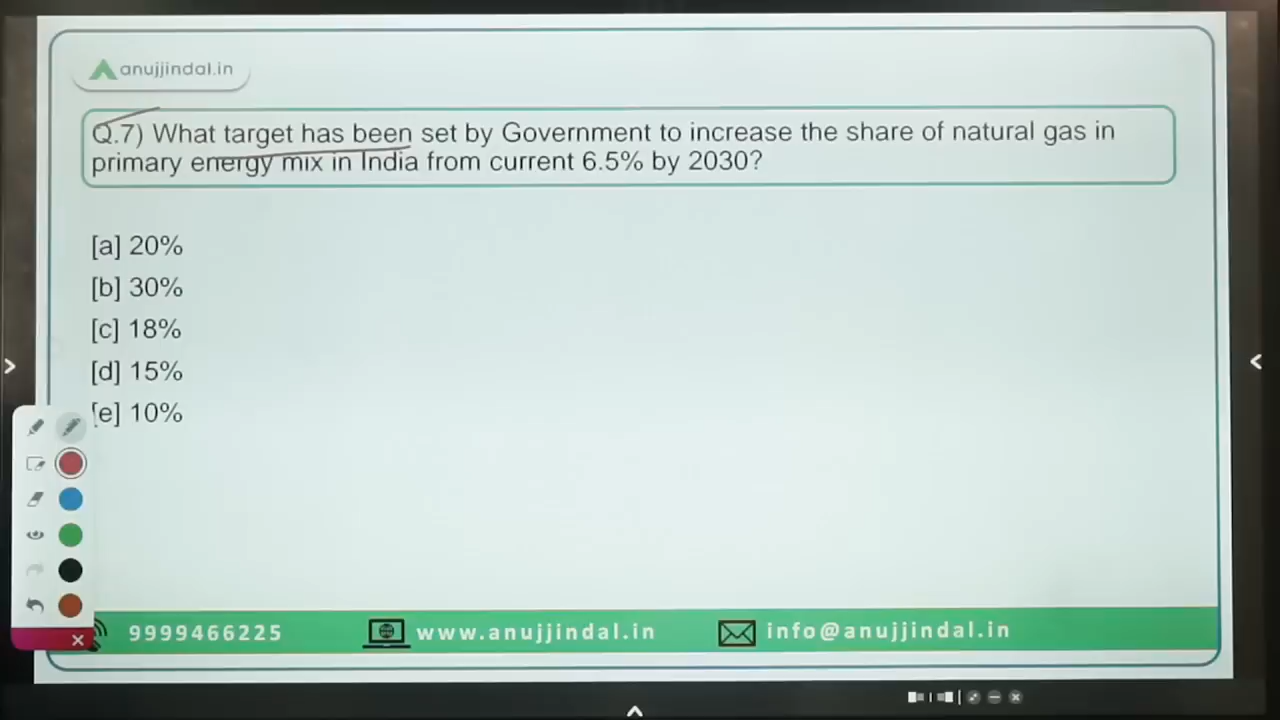 anujjindal.in
Q.7) What target has been set by Government to increase the share of natural gas in
primary energy mix in India from current 6.5% by 2030?
[a] 20%
[b] 30%
[c] 18%
[d] 15%
[e] 10%
9999466225
www.anujjindal.in
info@anujjindal.in